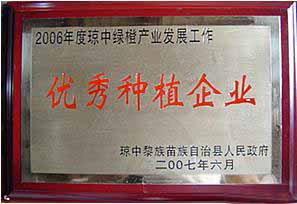 2006年度琼中绿橙产业发展工作
优秀种植企业
琼中黎族苗族自治县人民政府
二00七年六月